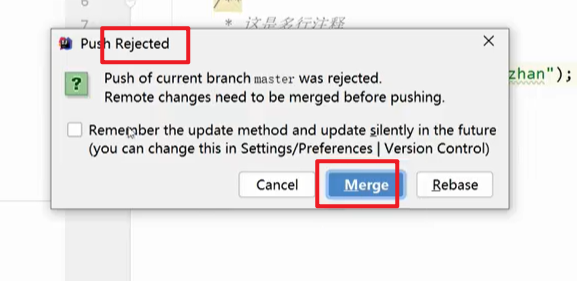 6
/**
7
* 这是多行注释
Push Rejected
zhan");
Push of current branch master was rejected.
Remote changes need to be merged before pushing.
Remember the update method and update silently in the future
(you can change this in Settings/Preferences | Version Control)
Cancel
Merge
Rebase